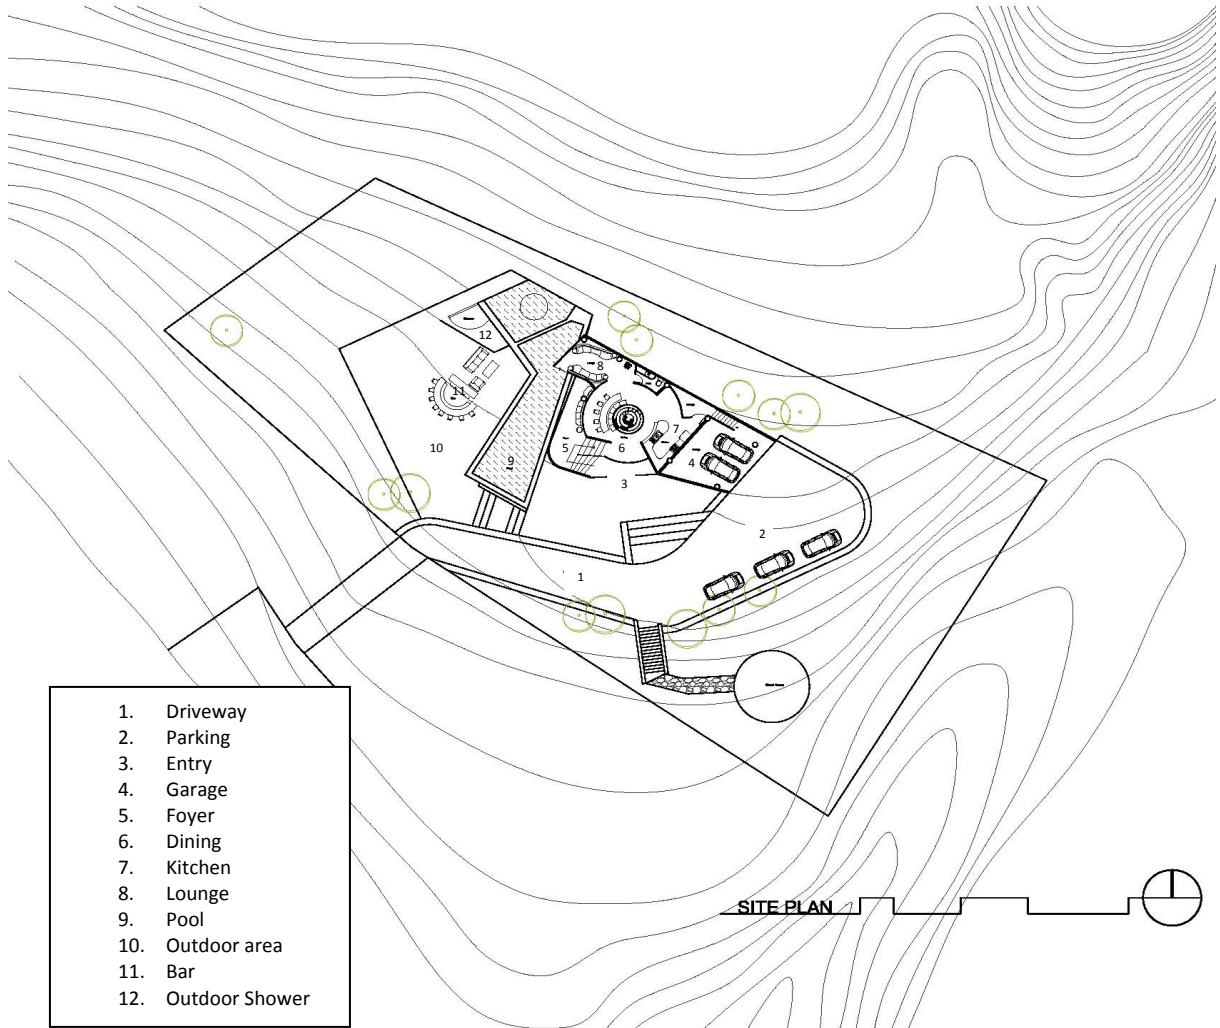 12
8
11
7
10
5
6
4
9
3
2
1
1. Driveway
2. Parking
3. Entry
4. Garage
5. Foyer
6. Dining
7. Kitchen
8. Lounge
9. Pool
10. Outdoor area
11. Bar
12. Outdoor Shower
SITE PLAN